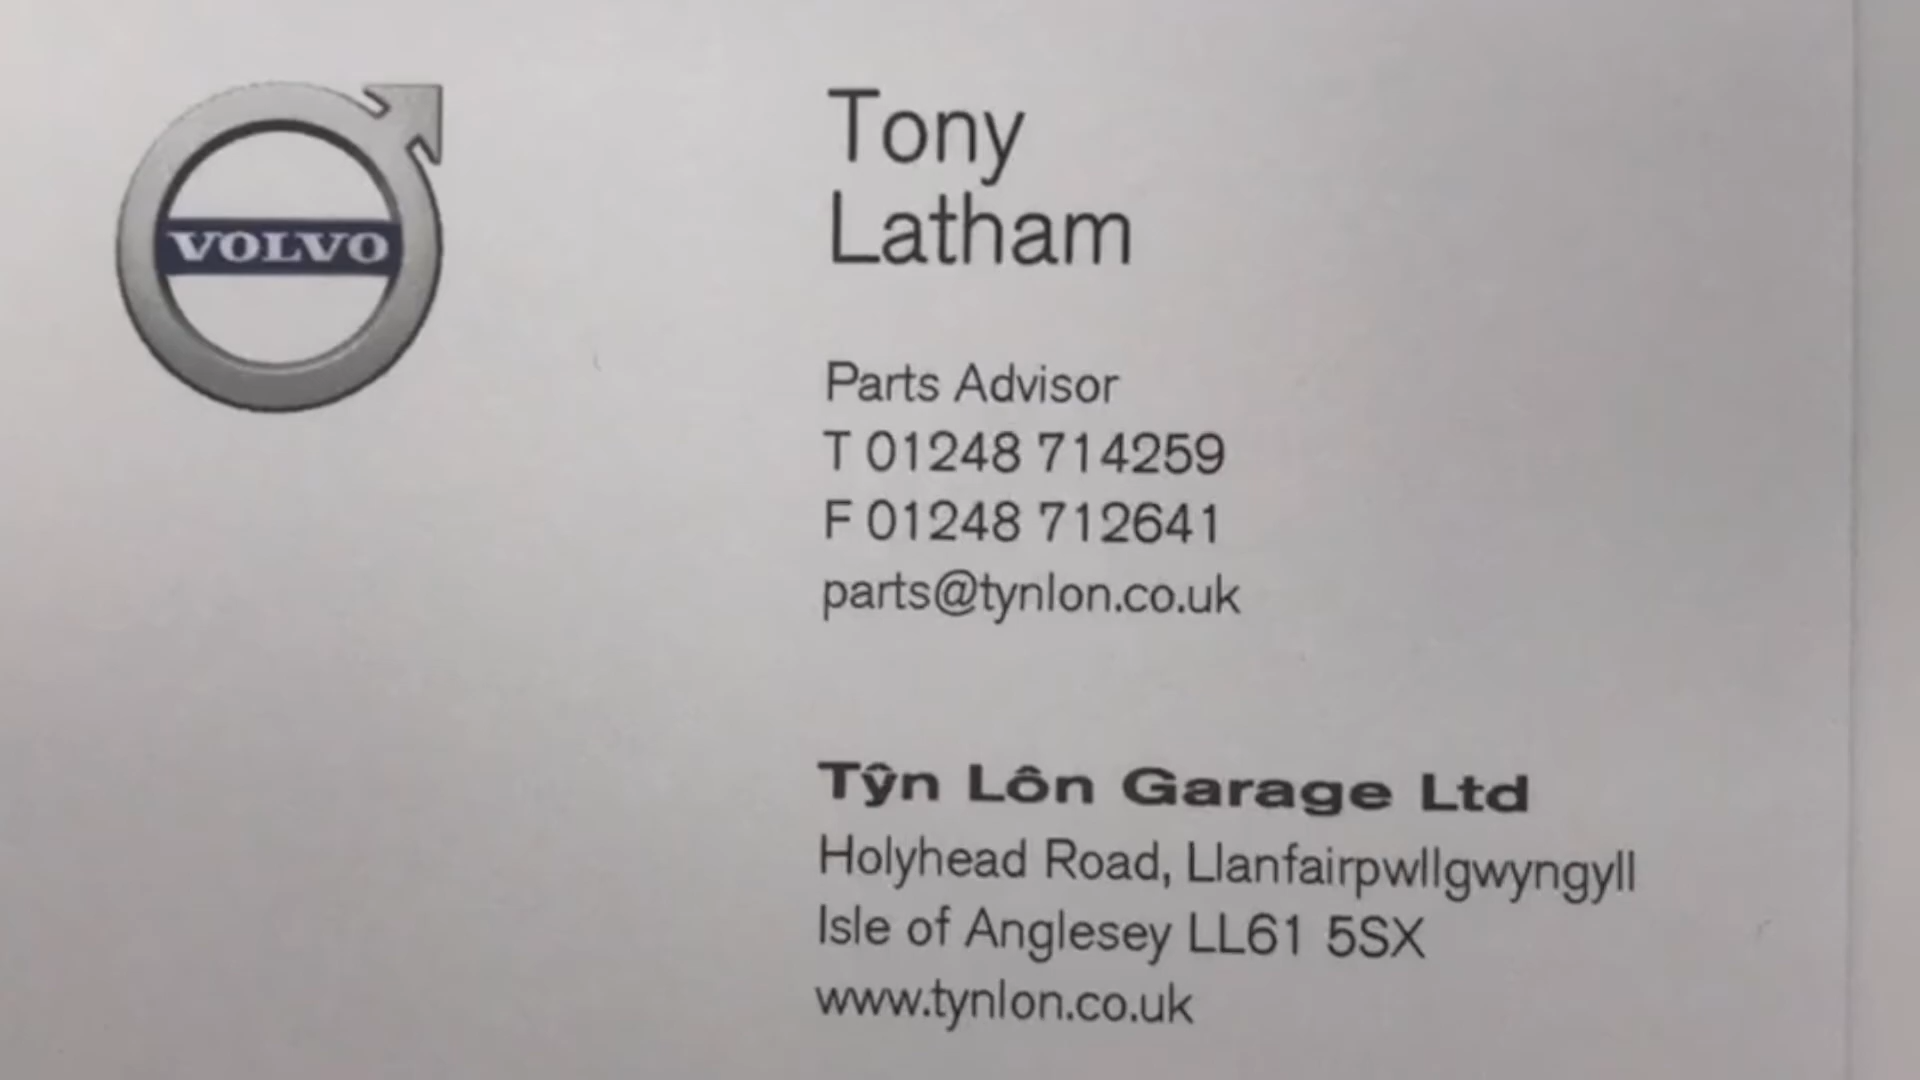 VOLVO
Tony
Latham
Parts Advisor
T 01248 714259
F 01248 712641
parts@tynlon.co.uk
Tŷn Lôn Garage Ltd
Holyhead Road, Llanfairpwllgwyngyll
Isle of Anglesey LL61 5SX
www.tynlon.co.uk